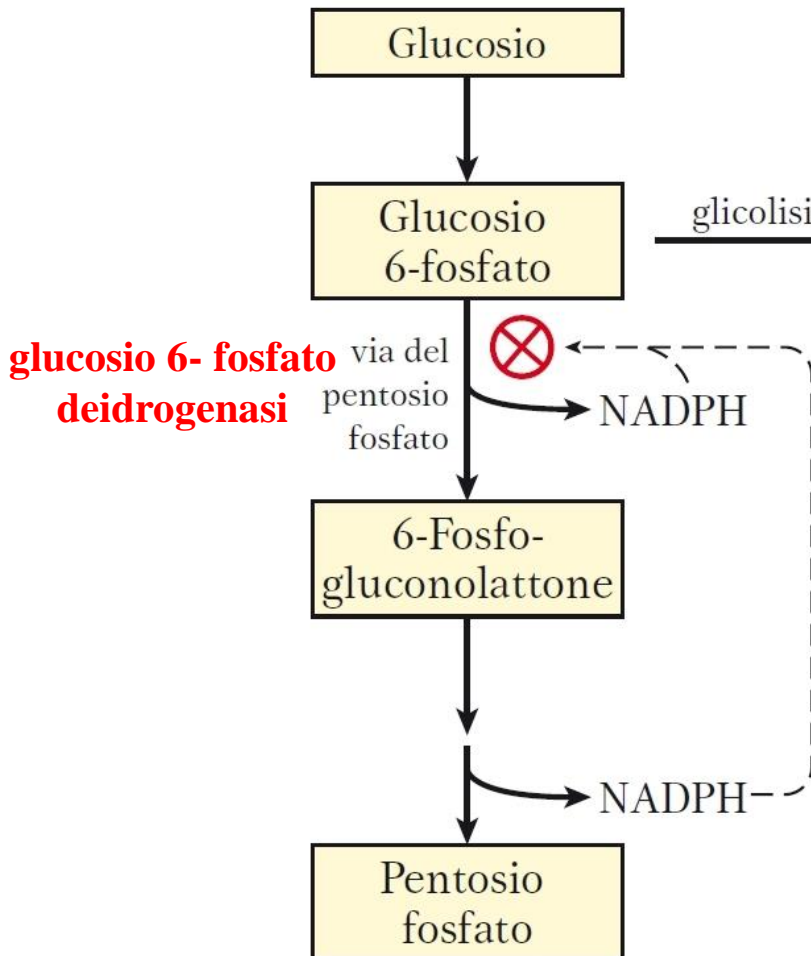 Glucosio
Glucosio
6-fosfato
glicolisi
glucosio 6- fosfato
deidrogenasi
via del
pentosio
fosfato
NADPH
6-Fosfo-
gluconolattone
NADPH
Pentosio
fosfato